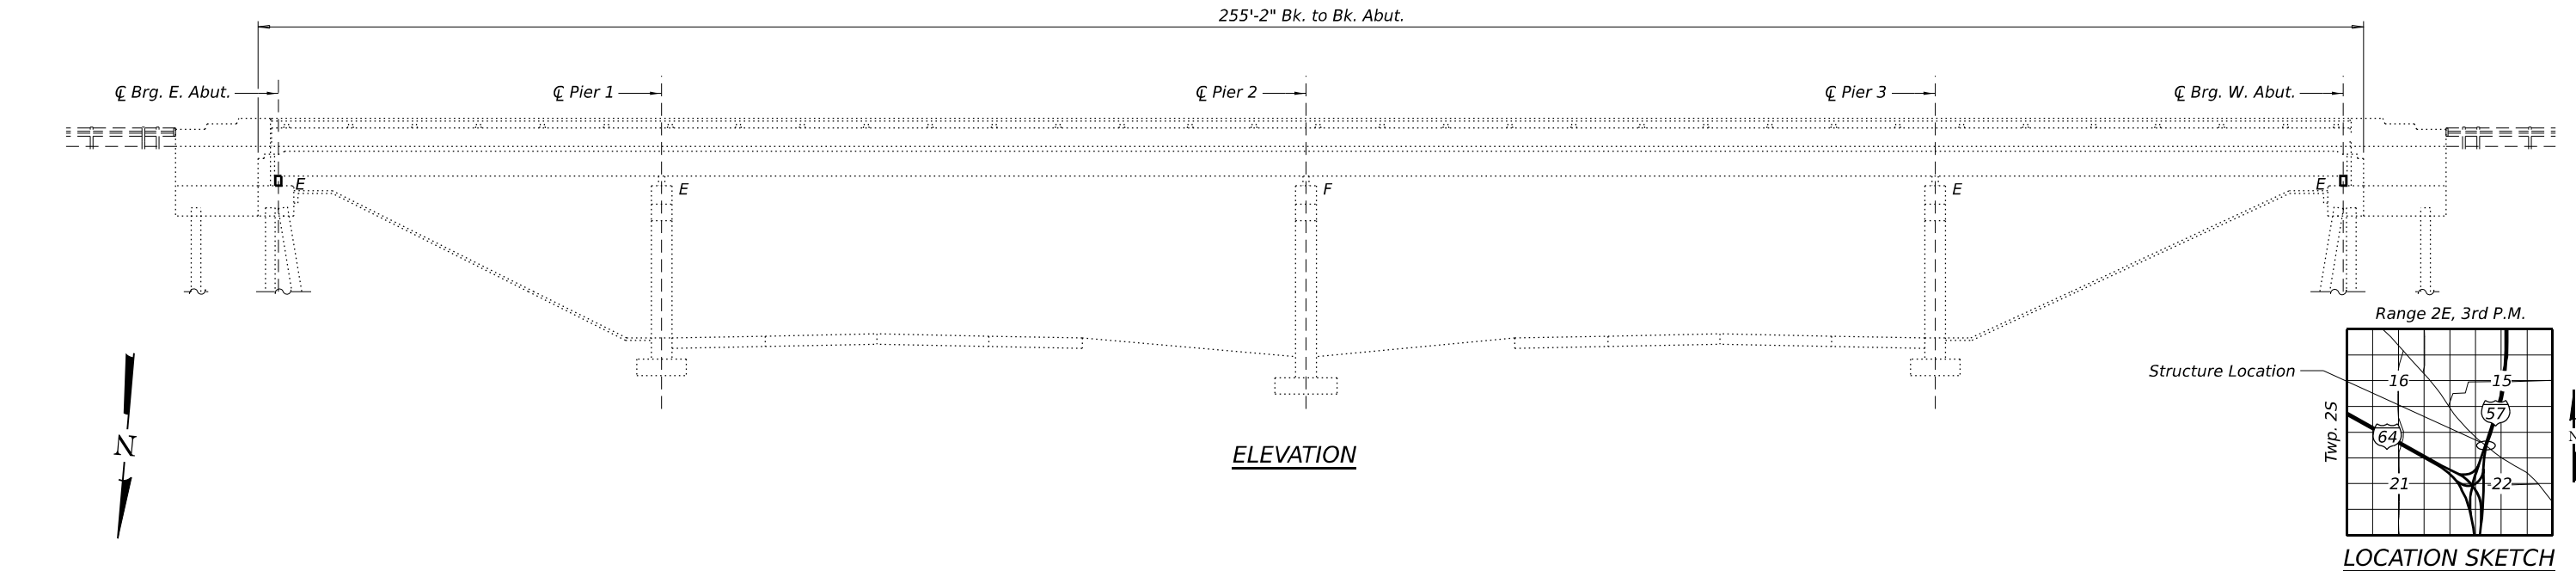 255'-2" Bk. to Bk. Abut.
℄ Brg. E. Abut.
℄ Pier 1
℄ Pier 2
℄ Pier 3
℄ Brg. W. Abut.
E
E
F
E
E
N
ELEVATION
Range 2E, 3rd P.M.
Structure Location
Twp. 2S
16
15
57
64
21
22
N
LOCATION SKETCH